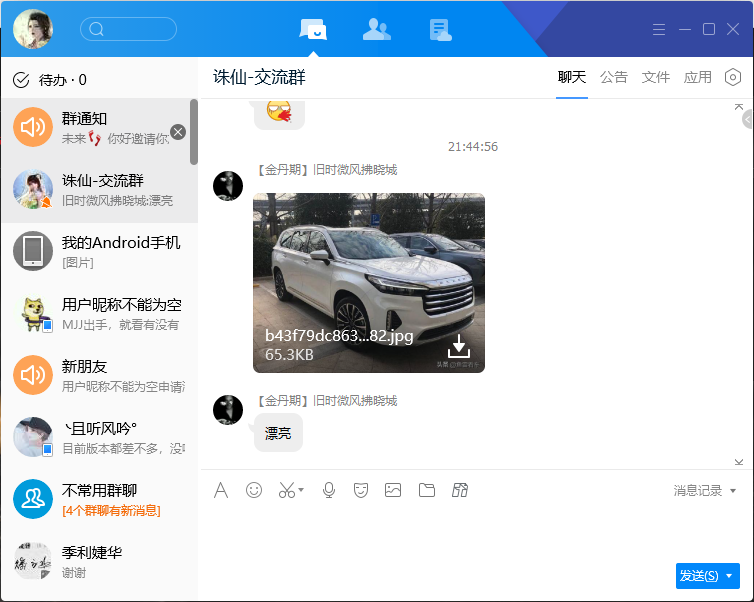 待办 · 0
群通知
未来 你好邀请你
诛仙-交流群
旧时微风拂晓城:漂亮
我的Android手机
[图片]
用户昵称不能为空
MJJ出手，就看有没有
新朋友
用户昵称不能为空申请
丶且听风吟°
目前版本都差不多，没
不常用群聊
[4个群聊有新消息]
季利婕华
谢谢
诛仙-交流群
聊天 公告 文件 应用
21:44:56
【金丹期】旧时微风拂晓城
b43f79dc863...82.jpg
65.3KB
【金丹期】旧时微风拂晓城
漂亮
消息记录
发送(S)